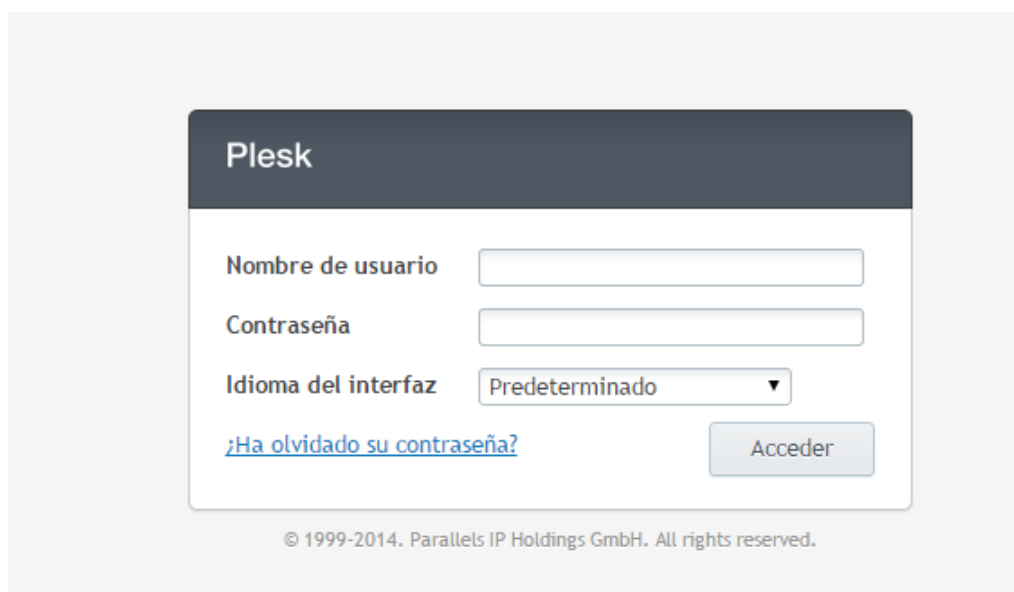 Plesk
Nombre de usuario
Contraseña
Idioma del interfaz Predeterminado
¿Ha olvidado su contraseña? Acceder
© 1999-2014. Parallels IP Holdings GmbH. All rights reserved.